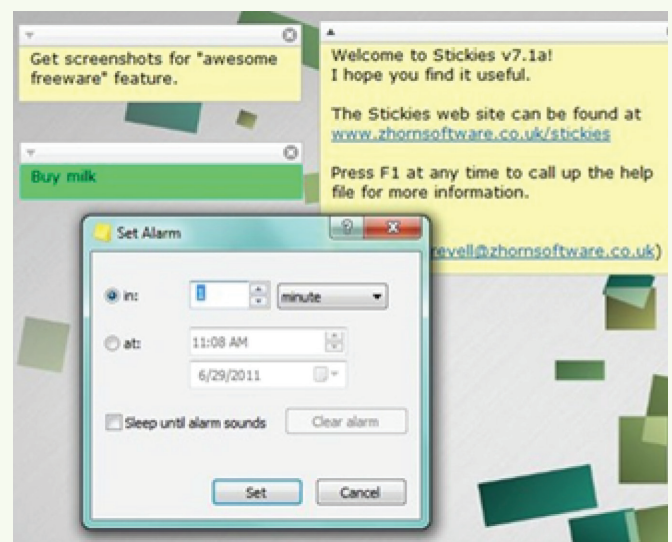 Get screenshots for "awesome
freeware" feature.
Buy milk
Welcome to Stickies v7.1a!
I hope you find it useful.
The Stickies web site can be found at
www.zhornsoftware.co.uk/stickies
Press F1 at any time to call up the help
file for more information.
revell@zhornsoftware.co.uk)
Set Alarm
in:
1
minute
at:
11:08 AM
6/29/2011
Sleep until alarm sounds
Clear alarm
Set
Cancel